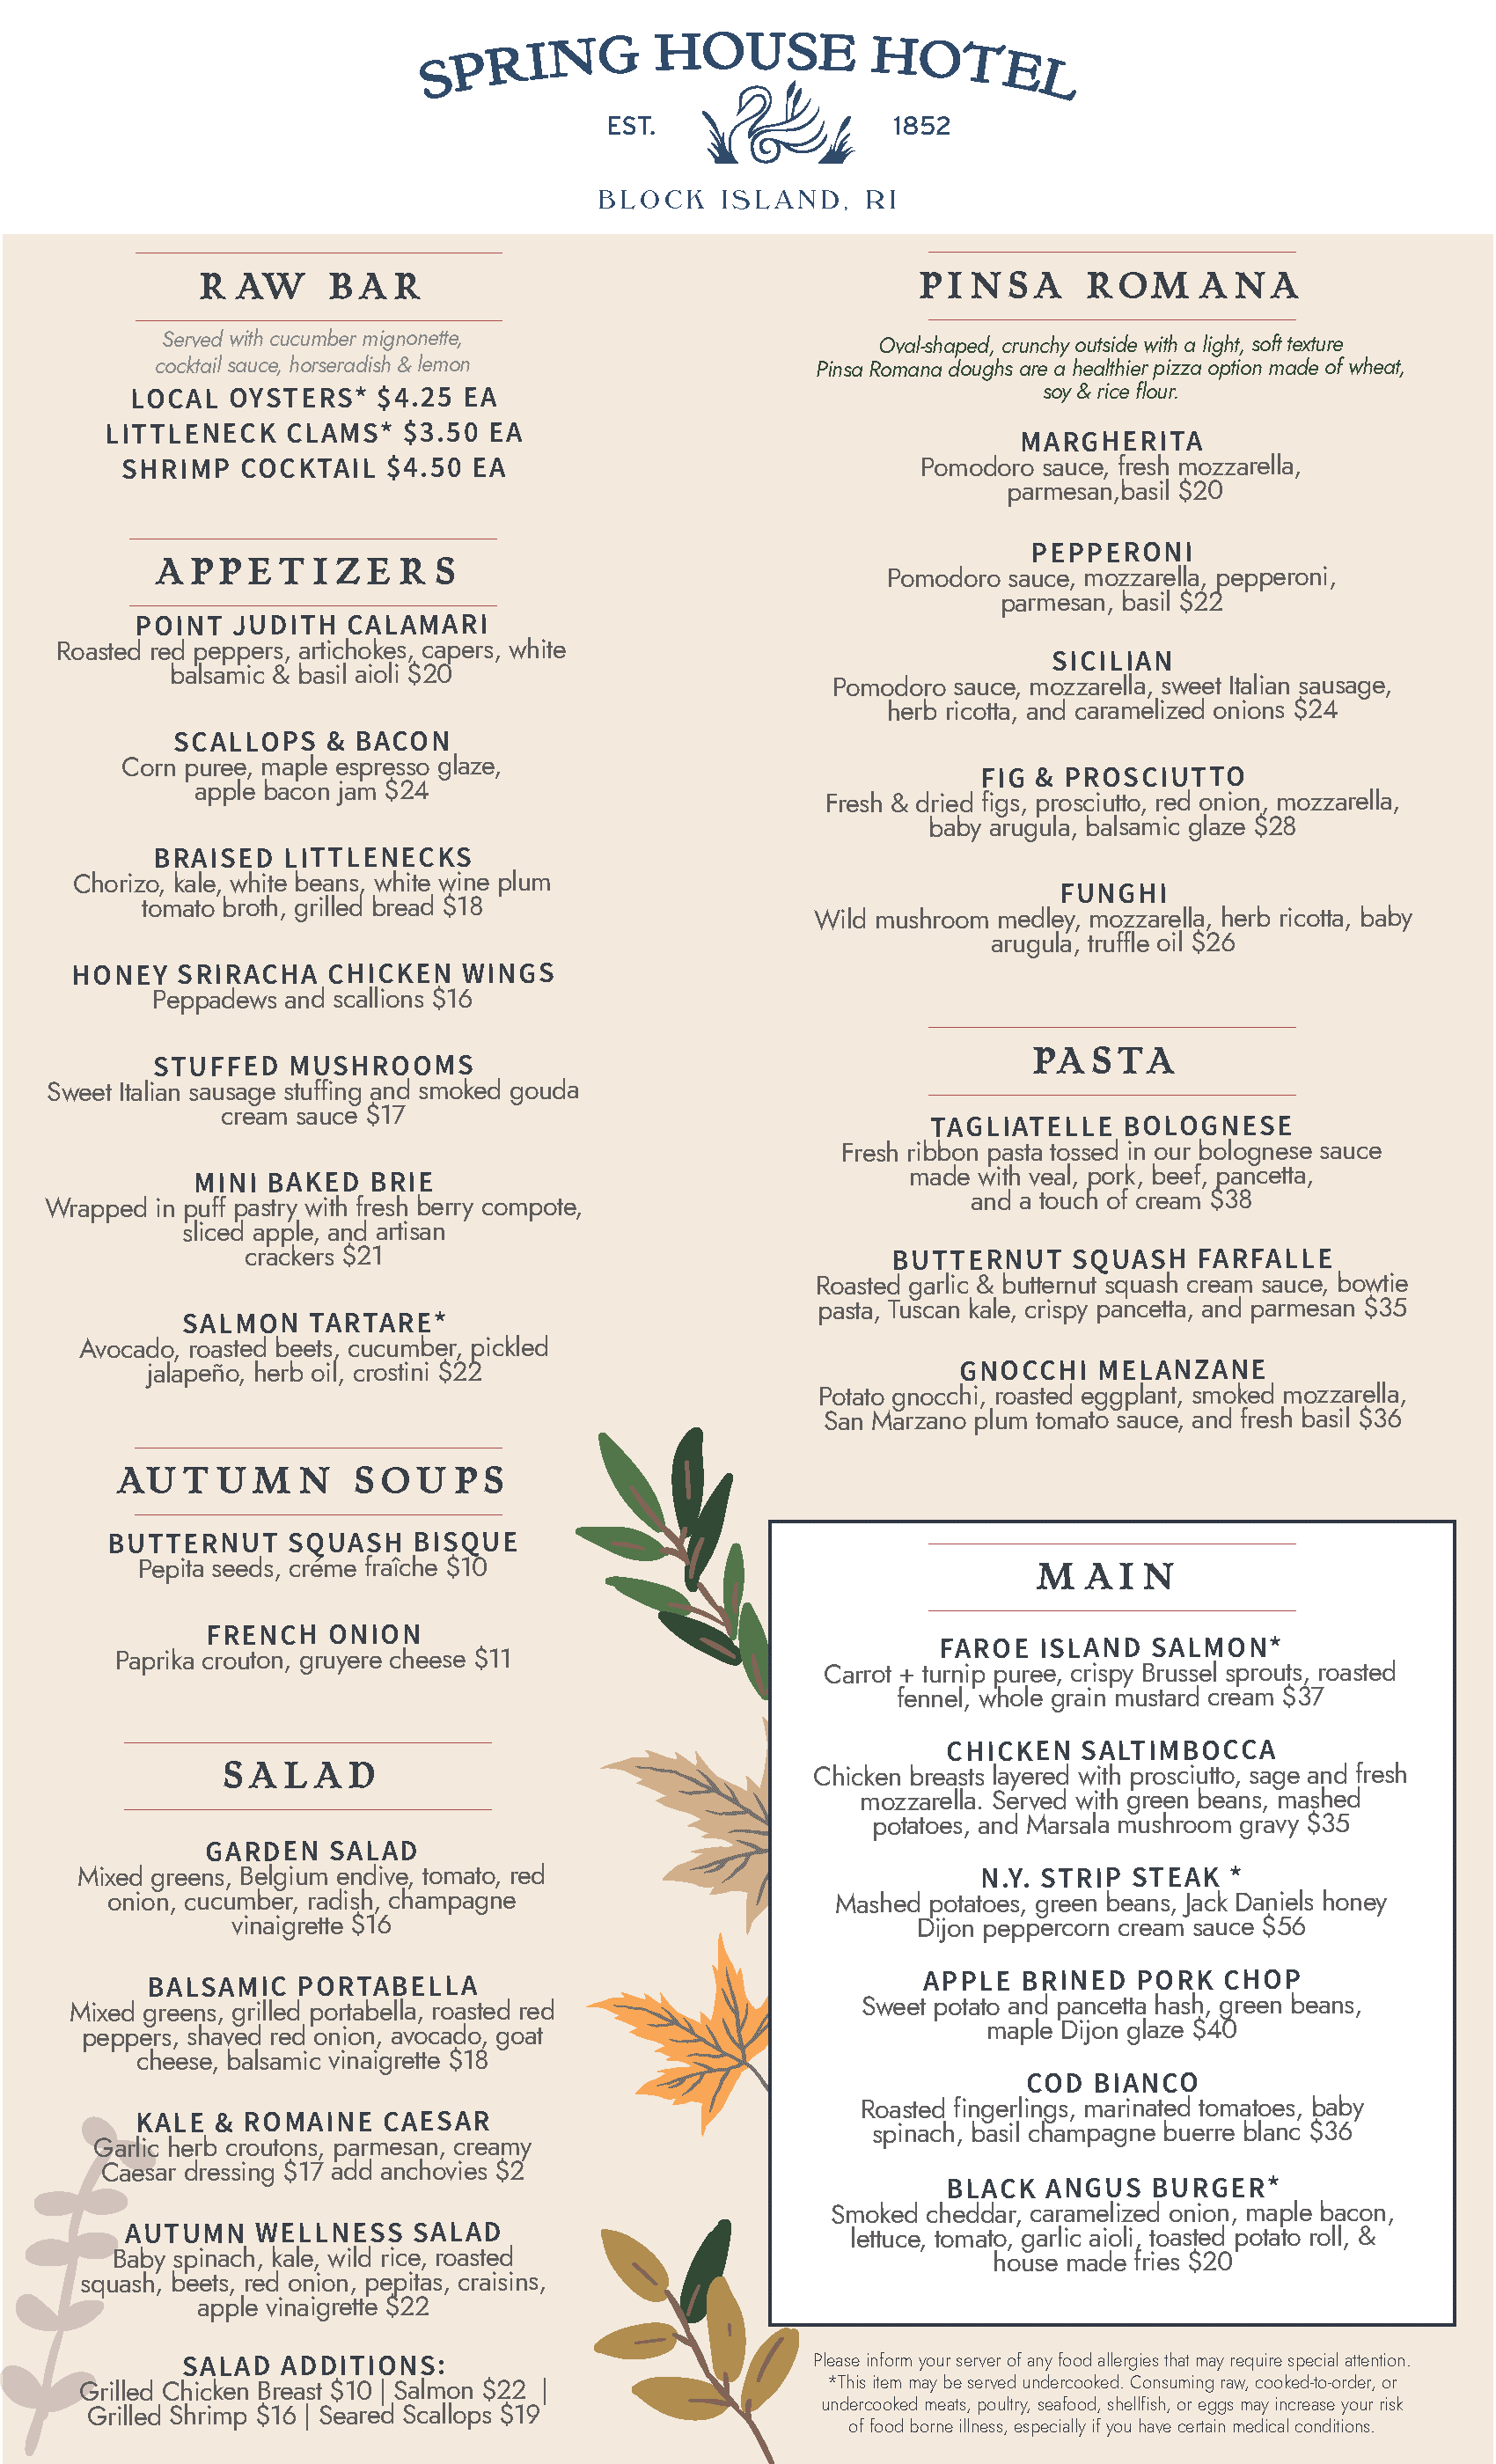 SPRING HOUSE HOTEL
EST. 1852
BLOCK ISLAND, RI
RAW BAR
Served with cucumber mignonette,
cocktail sauce, horseradish & lemon
LOCAL OYSTERS* $4.25 EA
LITTLENECK CLAMS* $3.50 EA
SHRIMP COCKTAIL $4.50 EA
APPETIZERS
POINT JUDITH CALAMARI
Roasted red peppers, artichokes, capers, white
balsamic & basil aioli $20
SCALLOPS & BACON
Corn puree, maple espresso glaze,
apple bacon jam $24
BRAISED LITTLENECKS
Chorizo, kale, white beans, white wine plum
tomato broth, grilled bread $18
HONEY SRIRACHA CHICKEN WINGS
Peppadews and scallions $16
STUFFED MUSHROOMS
Sweet Italian sausage stuffing and smoked gouda
cream sauce $17
MINI BAKED BRIE
Wrapped in puff pastry with fresh berry compote,
sliced apple, and artisan
crackers $21
SALMON TARTARE*
Avocado, roasted beets, cucumber, pickled
jalapeño, herb oil, crostini $22
AUTUMN SOUPS
BUTTERNUT SQUASH BISQUE
Pepita seeds, créme fraîche $10
FRENCH ONION
Paprika crouton, gruyere cheese $11
SALAD
GARDEN SALAD
Mixed greens, Belgium endive, tomato, red
onion, cucumber, radish, champagne
vinaigrette $16
BALSAMIC PORTABELLA
Mixed greens, grilled portabella, roasted red
peppers, shaved red onion, avocado, goat
cheese, balsamic vinaigrette $18
KALE & ROMAINE CAESAR
Garlic herb croutons, parmesan, creamy
Caesar dressing $17 add anchovies $2
AUTUMN WELLNESS SALAD
Baby spinach, kale, wild rice, roasted
squash, beets, red onion, pepitas, craisins,
apple vinaigrette $22
SALAD ADDITIONS:
Grilled Chicken Breast $10 | Salmon $22 |
Grilled Shrimp $16 | Seared Scallops $19
PINSA ROMANA
Oval-shaped, crunchy outside with a light, soft texture
Pinsa Romana doughs are a healthier pizza option made of wheat,
soy & rice flour.
MARGHERITA
Pomodoro sauce, fresh mozzarella,
parmesan,basil $20
PEPPERONI
Pomodoro sauce, mozzarella, pepperoni,
parmesan, basil $22
SICILIAN
Pomodoro sauce, mozzarella, sweet Italian sausage,
herb ricotta, and caramelized onions $24
FIG & PROSCIUTTO
Fresh & dried figs, prosciutto, red onion, mozzarella,
baby arugula, balsamic glaze $28
FUNGHI
Wild mushroom medley, mozzarella, herb ricotta, baby
arugula, truffle oil $26
PASTA
TAGLIATELLE BOLOGNESE
Fresh ribbon pasta tossed in our bolognese sauce
made with veal, pork, beef, pancetta,
and a touch of cream $38
BUTTERNUT SQUASH FARFALLE
Roasted garlic & butternut squash cream sauce, bowtie
pasta, Tuscan kale, crispy pancetta, and parmesan $35
GNOCCHI MELANZANE
Potato gnocchi, roasted eggplant, smoked mozzarella,
San Marzano plum tomato sauce, and fresh basil $36
MAIN
FAROE ISLAND SALMON*
Carrot + turnip puree, crispy Brussel sprouts, roasted
fennel, whole grain mustard cream $37
CHICKEN SALTIMBOCCA
Chicken breasts layered with prosciutto, sage and fresh
mozzarella. Served with green beans, mashed
potatoes, and Marsala mushroom gravy $35
N.Y. STRIP STEAK *
Mashed potatoes, green beans, Jack Daniels honey
Dijon peppercorn cream sauce $56
APPLE BRINED PORK CHOP
Sweet potato and pancetta hash, green beans,
maple Dijon glaze $40
COD BIANCO
Roasted fingerlings, marinated tomatoes, baby
spinach, basil champagne buerre blanc $36
BLACK ANGUS BURGER*
Smoked cheddar, caramelized onion, maple bacon,
lettuce, tomato, garlic aioli, toasted potato roll, &
house made fries $20
Please inform your server of any food allergies that may require special attention.
*This item may be served undercooked. Consuming raw, cooked-to-order, or
undercooked meats, poultry, seafood, shellfish, or eggs may increase your risk
of food borne illness, especially if you have certain medical conditions.